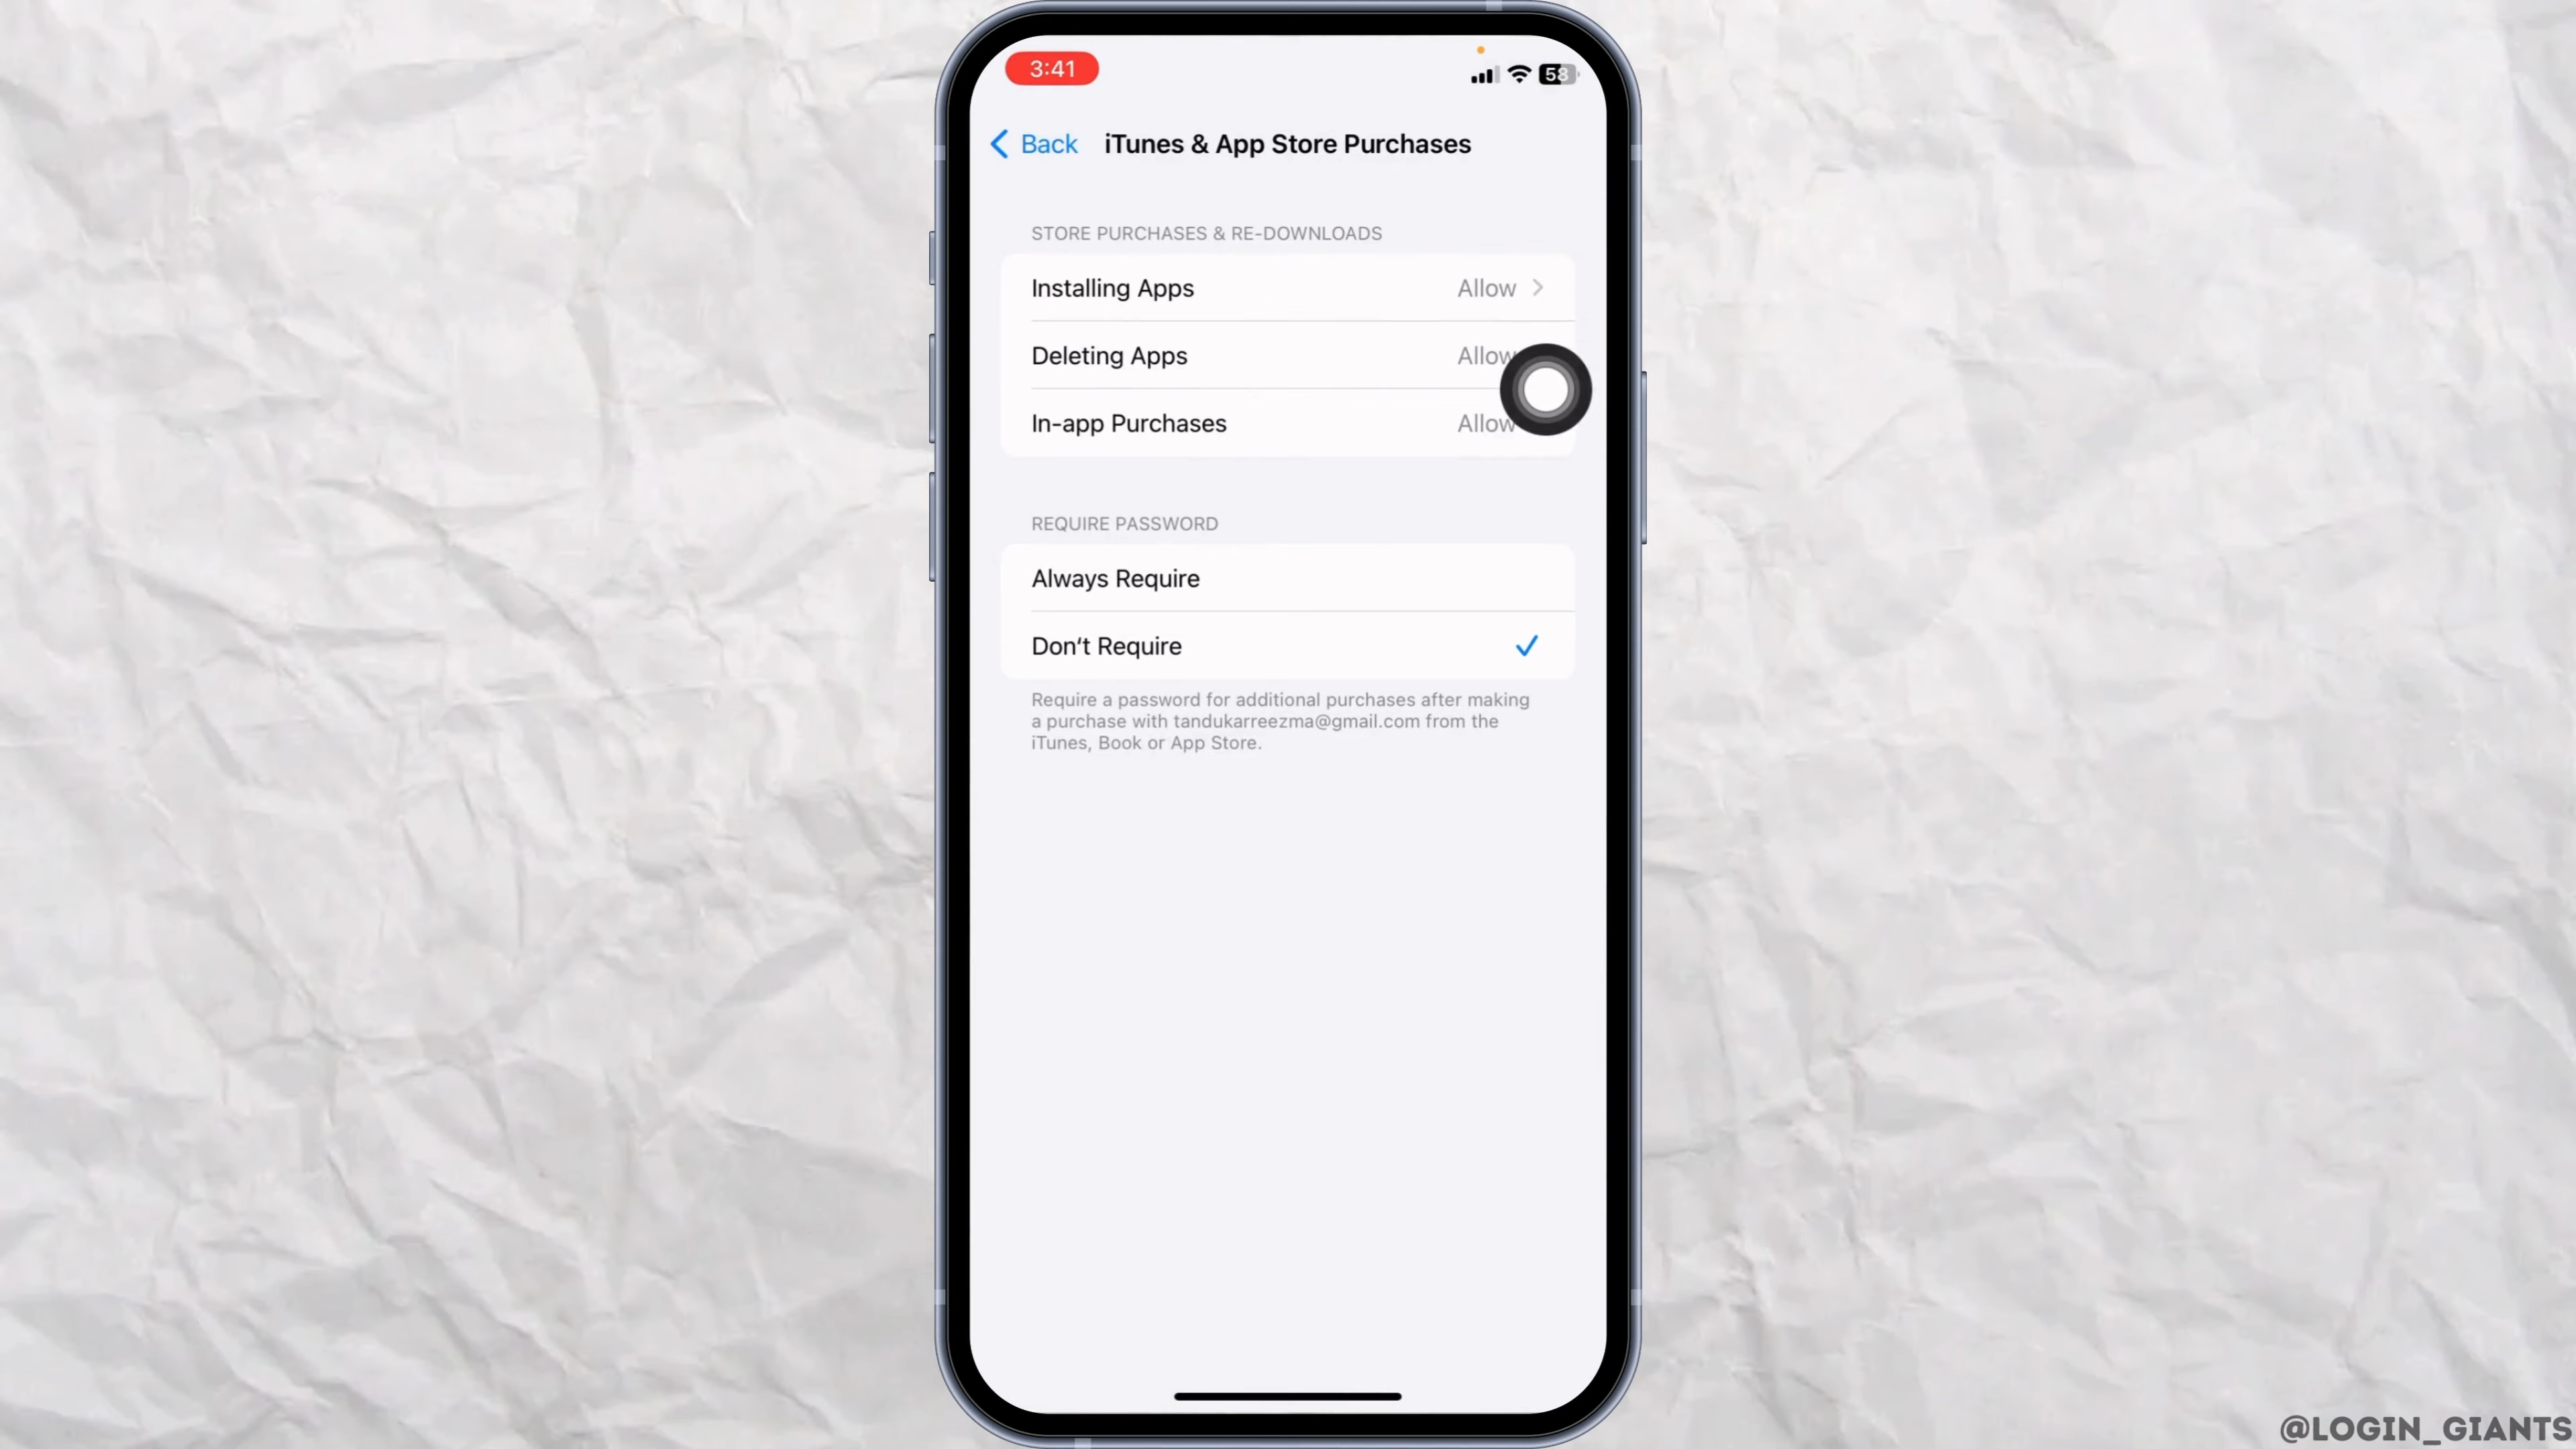 3:41
58
Back
iTunes & App Store Purchases
STORE PURCHASES & RE-DOWNLOADS
Installing Apps Allow
Deleting Apps Allow
In-app Purchases Allow
REQUIRE PASSWORD
Always Require
Don't Require
Require a password for additional purchases after making
a purchase with tandukarreezma@gmail.com from the
iTunes, Book or App Store.
@LOGIN_GIANTS